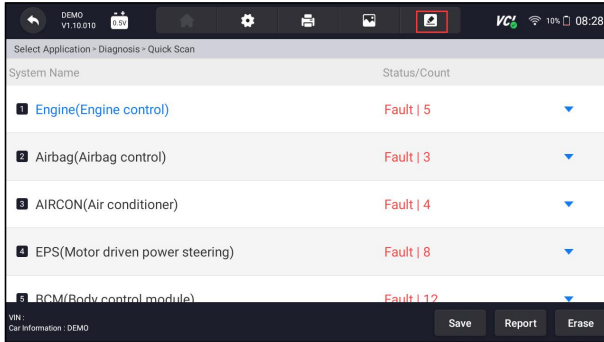 DEMO
V1.10.010
0.5V
VCI
10%
08:28
Select Application > Diagnosis > Quick Scan
System Name Status/Count
1 Engine(Engine control) Fault | 5
2 Airbag(Airbag control) Fault | 3
3 AIRCON(Air conditioner) Fault | 4
4 EPS(Motor driven power steering) Fault | 8
5 BCM(Body control module) Fault | 12
VIN :
Car Information : DEMO
Save Report Erase